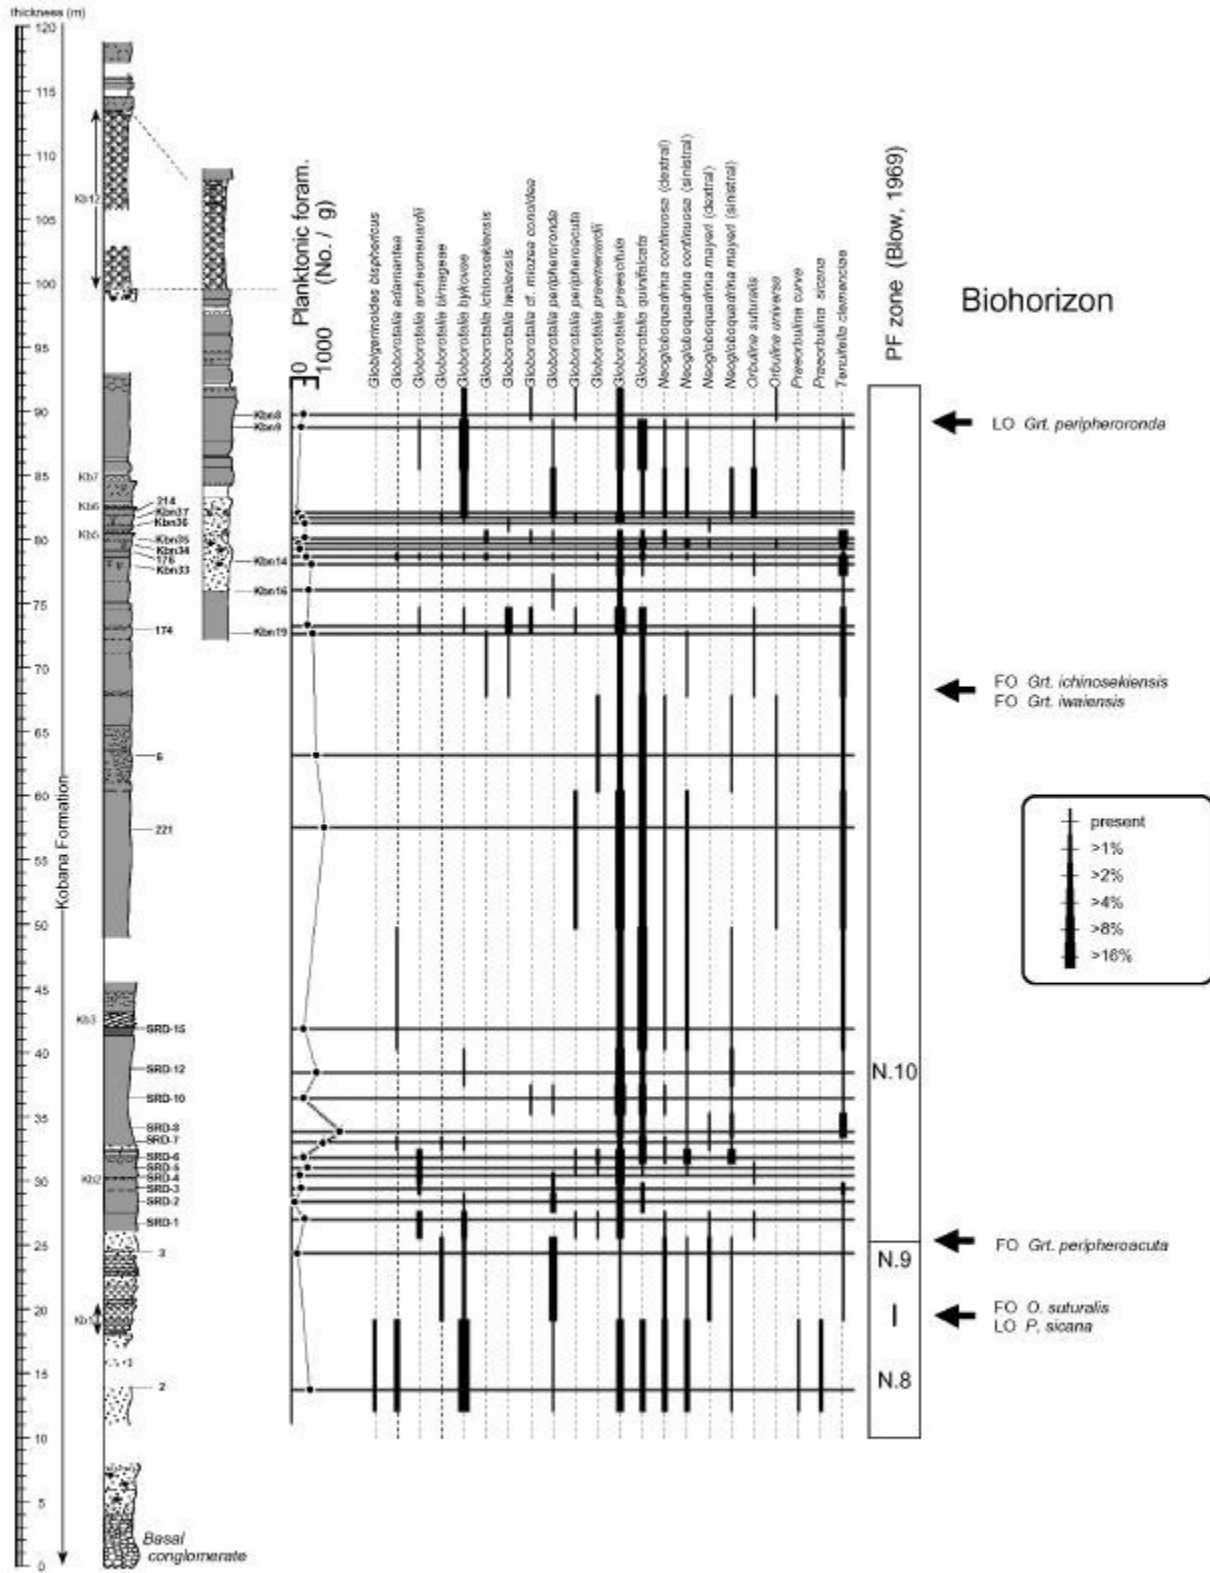 thickness (m)
120
115
110
105
100
95
90
85
80
75
70
65
60
55
50
45
40
35
30
25
20
15
10
5
0
Kobana Formation
Kb12
Kb7
Kb6
Kb5
Kb3
Kb2
Kb1
214
Kbn37
Kbn36
Kbn35
Kbn34
176
Kbn33
174
6
221
SRD-15
SRD-12
SRD-10
SRD-8
SRD-7
SRD-6
SRD-5
SRD-4
SRD-3
SRD-2
SRD-1
3
2
Basal
conglomerate
Kbn8
Kbn9
Kbn14
Kbn16
Kbn19
Planktonic foram.
(No. / g)
0
1000
Globigerinoides bisphericus
Globorotalia adamantea
Globorotalia archeomenardii
Globorotalia birnageae
Globorotalia bykovae
Globorotalia ichinosekiensis
Globorotalia iwaiensis
Globorotalia cf. miozea conoidea
Globorotalia peripheroronda
Globorotalia peripheroacuta
Globorotalia praemenardii
Globorotalia praescitula
Globorotalia quinifalcata
Neogloboquadrina continuosa (dextral)
Neogloboquadrina continuosa (sinistral)
Neogloboquadrina mayeri (dextral)
Neogloboquadrina mayeri (sinistral)
Orbulina suturalis
Orbulina universa
Praeorbulina curva
Praeorbulina sicana
Tenuitella clemenciae
PF zone (Blow, 1969)
N.10
N.9
N.8
Biohorizon
LO Grt. peripheroronda
FO Grt. ichinosekiensis
FO Grt. iwaiensis
present
>1%
>2%
>4%
>8%
>16%
FO Grt. peripheroacuta
FO O. suturalis
LO P. sicana